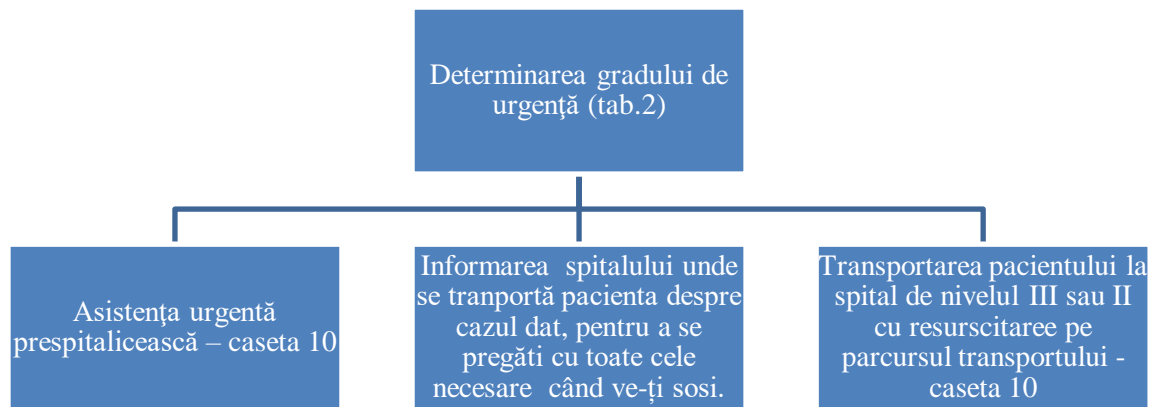 Determinarea gradului de
urgenţă (tab.2)
Asistenţa urgentă
prespitalicească – caseta 10
Informarea spitalului unde
se tranportă pacienta despre
cazul dat, pentru a se
pregăti cu toate cele
necesare când ve-ți sosi.
Transportarea pacientului la
spital de nivelul III sau II
cu resurscitaree pe
parcursul transportului -
caseta 10